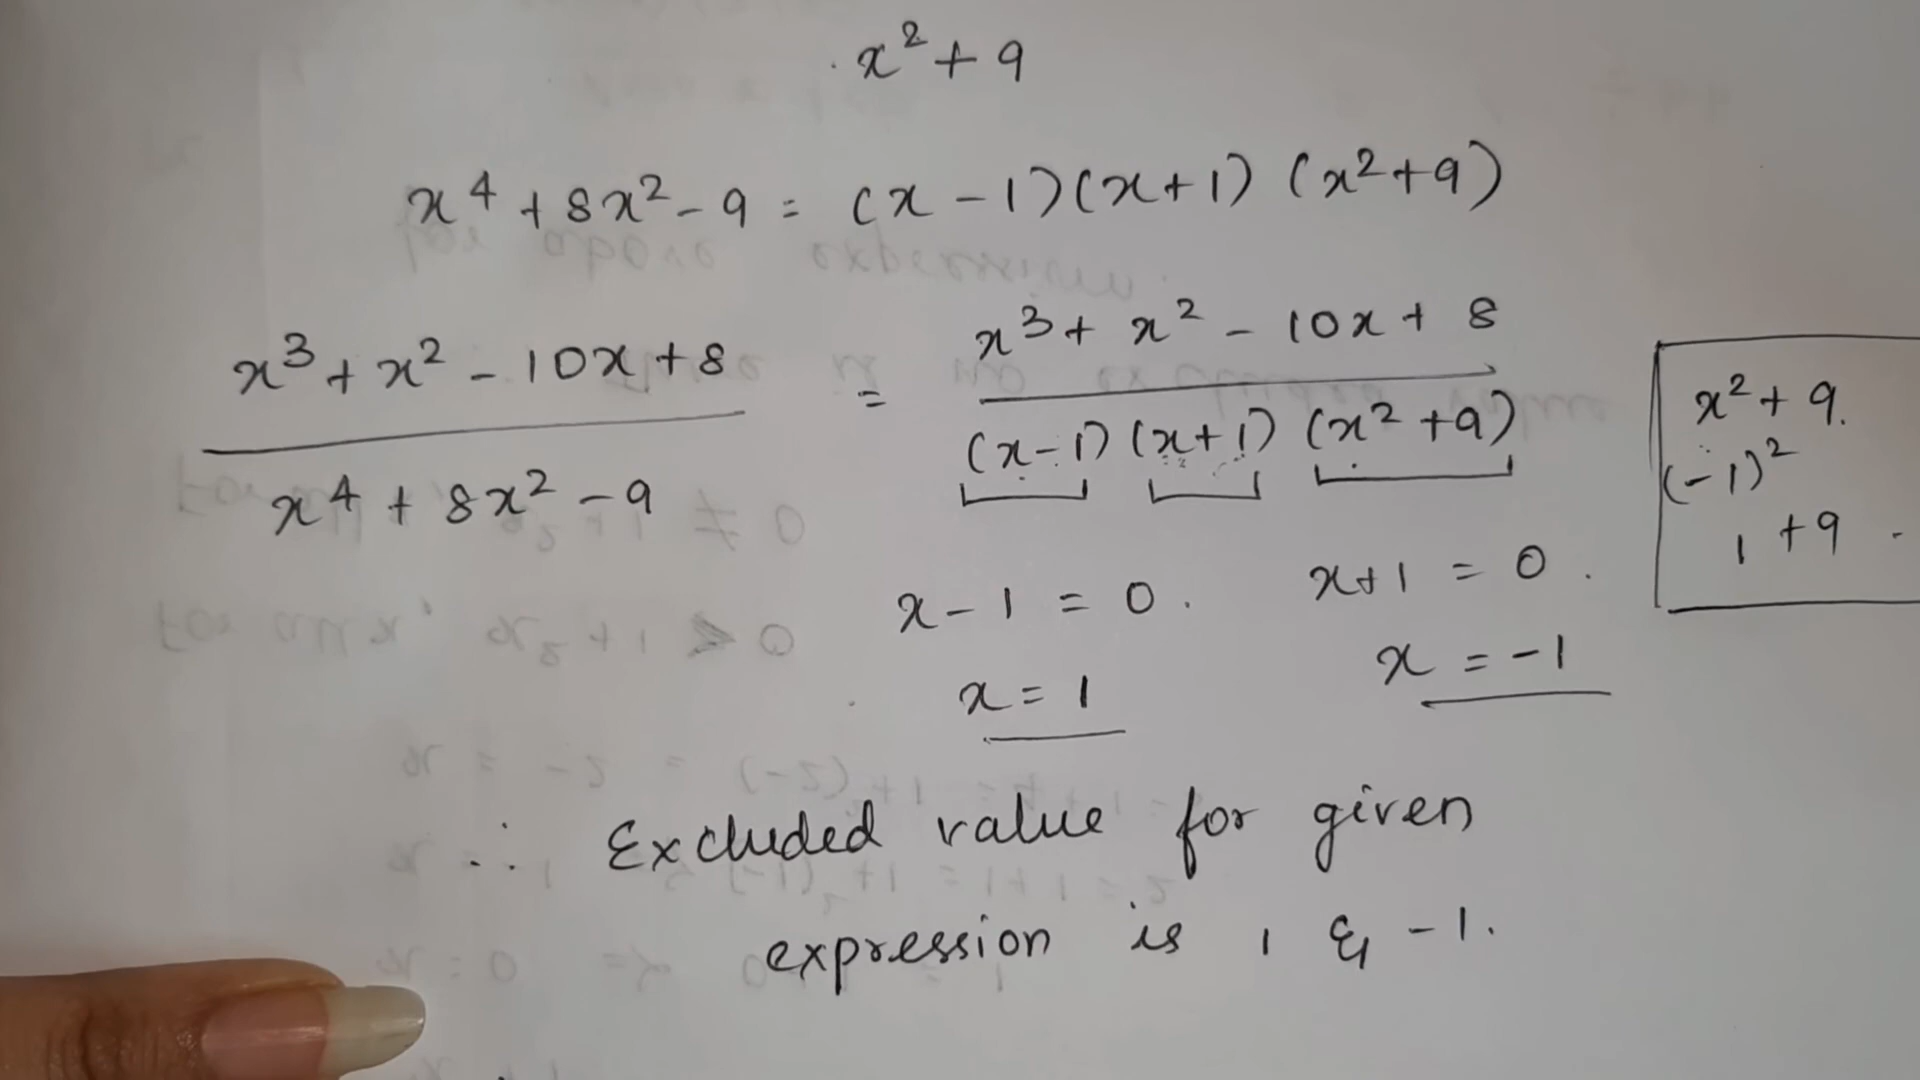 x² + 9
x⁴ + 8x² - 9 = (x - 1)(x + 1)(x² + 9)
x³ + x² - 10x + 8 / x⁴ + 8x² - 9 = x³ + x² - 10x + 8 / (x - 1)(x + 1)(x² + 9)
x - 1 = 0.
x = 1
x + 1 = 0.
x = -1
x² + 9.
(-1)²
1 + 9
∴ Excluded value for given
expression is 1 & -1.